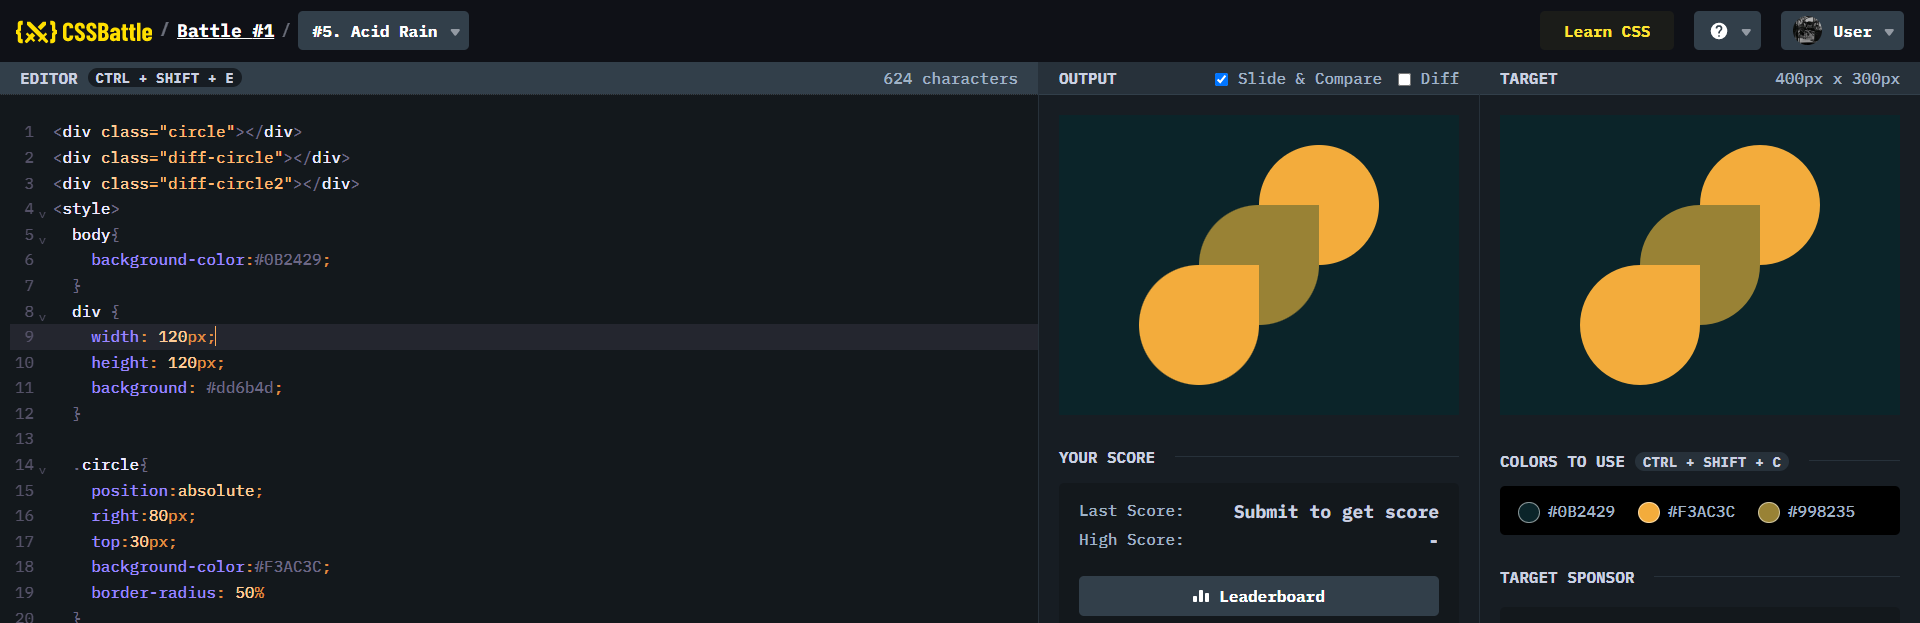 {X} CSSBattle / Battle #1 / #5. Acid Rain
Learn CSS
?
User
EDITOR CTRL + SHIFT + E 624 characters
OUTPUT Slide & Compare Diff
TARGET 400px x 300px
1 <div class="circle"></div>
2 <div class="diff-circle"></div>
3 <div class="diff-circle2"></div>
4 <style>
5 body{
6 background-color:#0B2429;
7 }
8 div {
9 width: 120px;
10 height: 120px;
11 background: #dd6b4d;
12 }
13
14 .circle{
15 position:absolute;
16 right:80px;
17 top:30px;
18 background-color:#F3AC3C;
19 border-radius: 50%
20 }
YOUR SCORE
Last Score: Submit to get score
High Score: -
Leaderboard
COLORS TO USE CTRL + SHIFT + C
#0B2429 #F3AC3C #998235
TARGET SPONSOR